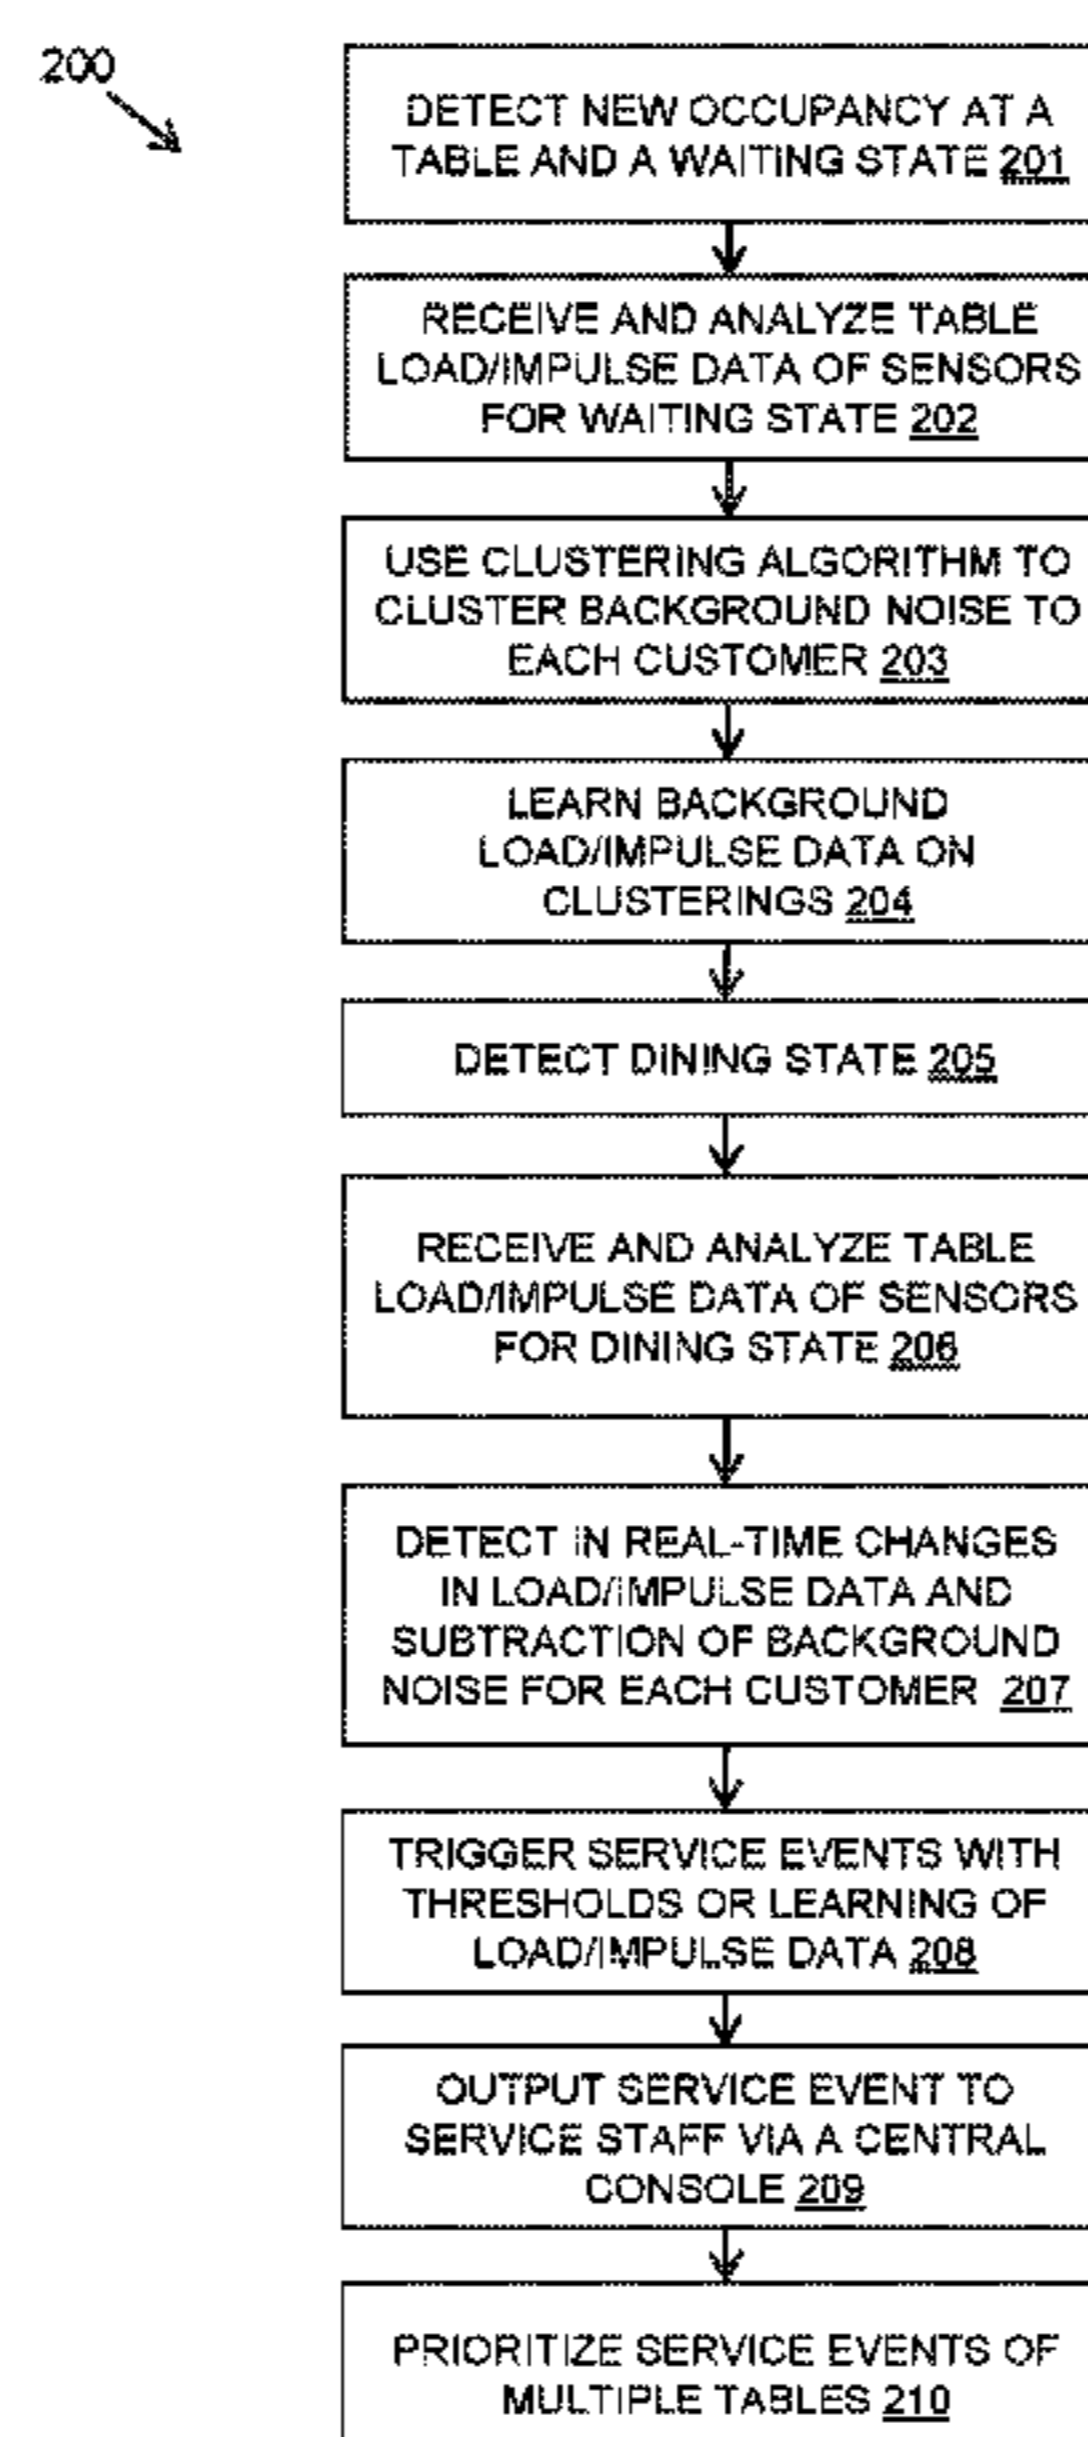 200
DETECT NEW OCCUPANCY AT A
TABLE AND A WAITING STATE 201
RECEIVE AND ANALYZE TABLE
LOAD/IMPULSE DATA OF SENSORS
FOR WAITING STATE 202
USE CLUSTERING ALGORITHM TO
CLUSTER BACKGROUND NOISE TO
EACH CUSTOMER 203
LEARN BACKGROUND
LOAD/IMPULSE DATA ON
CLUSTERINGS 204
DETECT DINING STATE 205
RECEIVE AND ANALYZE TABLE
LOAD/IMPULSE DATA OF SENSORS
FOR DINING STATE 206
DETECT IN REAL-TIME CHANGES
IN LOAD/IMPULSE DATA AND
SUBTRACTION OF BACKGROUND
NOISE FOR EACH CUSTOMER 207
TRIGGER SERVICE EVENTS WITH
THRESHOLDS OR LEARNING OF
LOAD/IMPULSE DATA 208
OUTPUT SERVICE EVENT TO
SERVICE STAFF VIA A CENTRAL
CONSOLE 209
PRIORITIZE SERVICE EVENTS OF
MULTIPLE TABLES 210